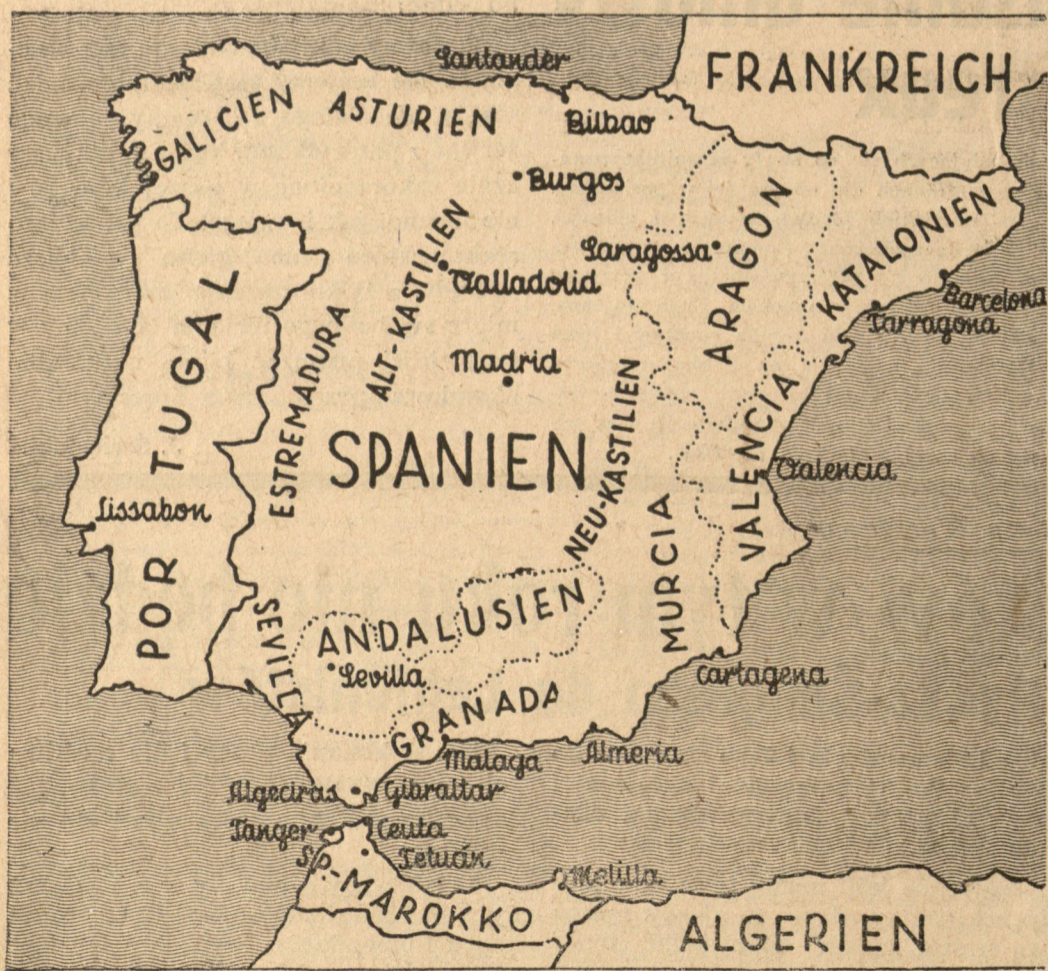 Santander
FRANKREICH
GALICIEN
ASTURIEN
Bilbao
Burgos
Saragossa
ARAGON
KATALONIEN
Valladolid
ALT-KASTILIEN
Barcelona
Tarragona
PORTUGAL
ESTREMADURA
Madrid
SPANIEN
NEU-KASTILIEN
VALENCIA
Valencia
Lissabon
MURCIA
SEVILLA
ANDALUSIEN
Sevilla
Cartagena
GRANADA
Malaga
Almeria
Algeciras
Gibraltar
Tanger
Ceuta
Tetuán
SP.-MAROKKO
Melilla
ALGERIEN